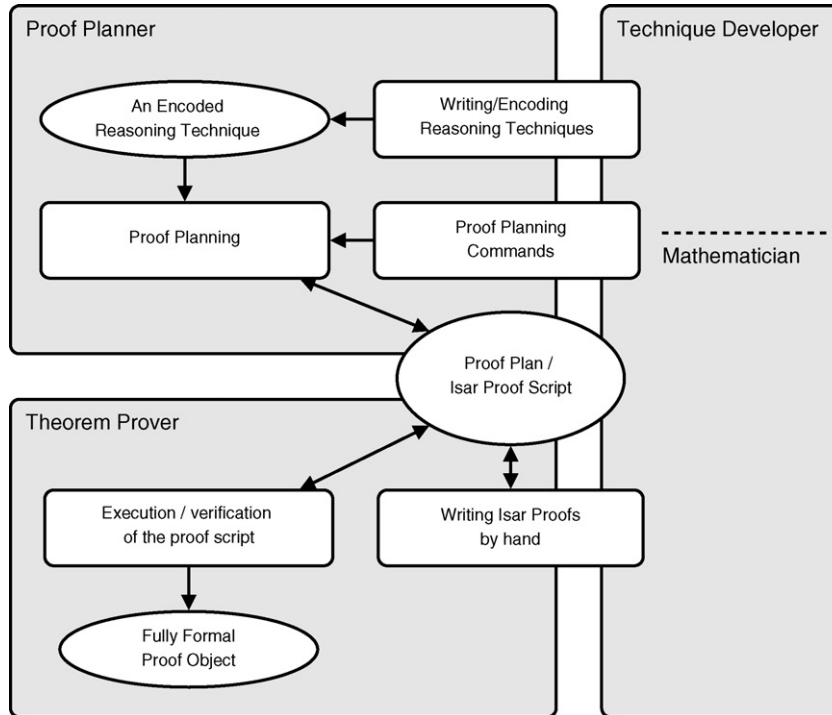 Proof Planner
Technique Developer
An Encoded
Reasoning Technique
Writing/Encoding
Reasoning Techniques
Proof Planning
Proof Planning
Commands
Mathematician
Proof Plan /
Isar Proof Script
Theorem Prover
Execution / verification
of the proof script
Writing Isar Proofs
by hand
Fully Formal
Proof Object